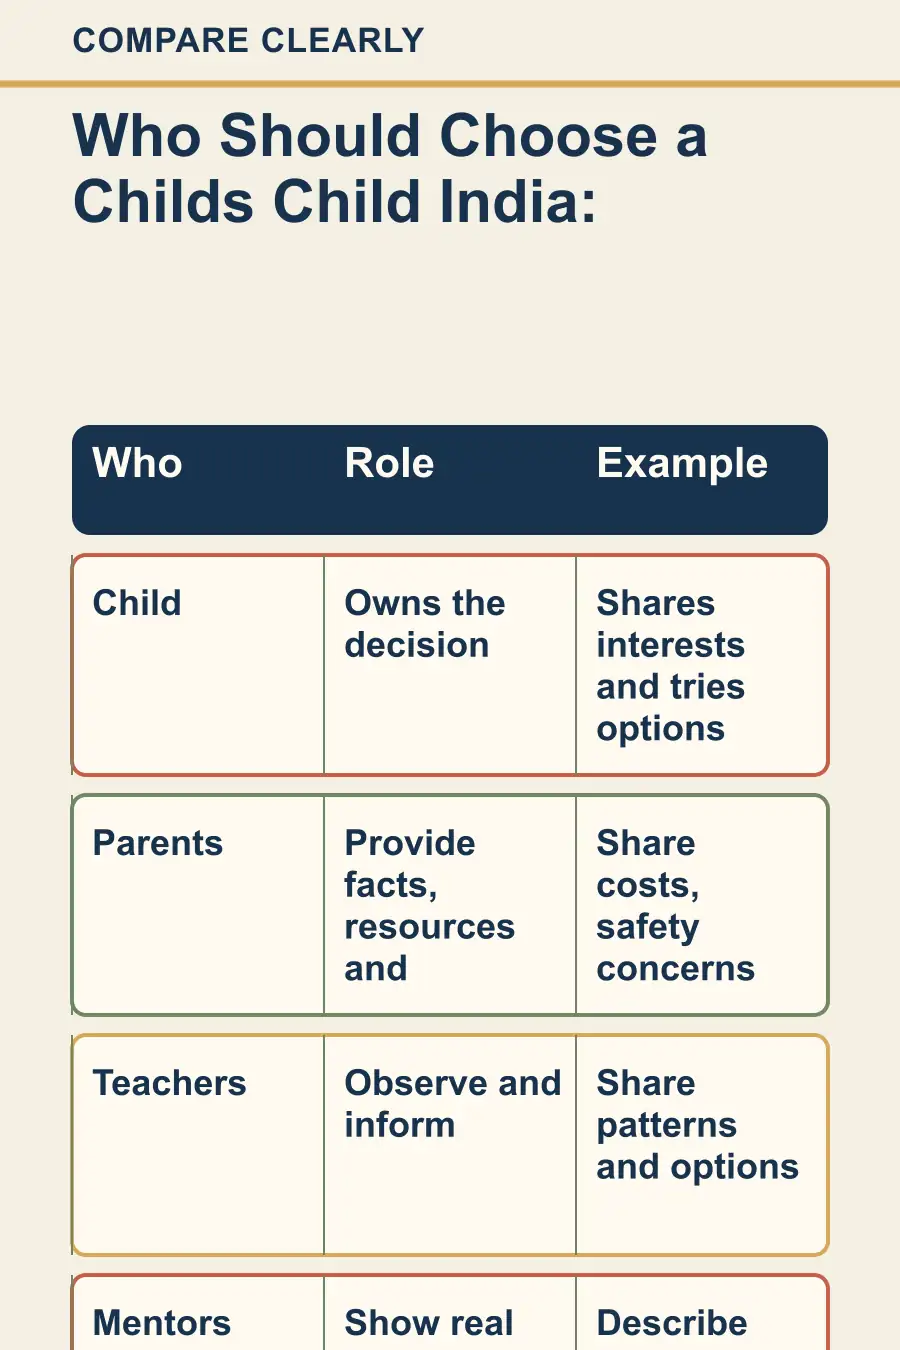 COMPARE CLEARLY
Who Should Choose a
Childs Child India:
Who Role Example
Child
Owns the
decision
Shares
interests
and tries
options
Parents
Provide
facts,
resources
and
Share
costs,
safety
concerns
Teachers
Observe and
inform
Share
patterns
and options
Mentors
Show real
Describe